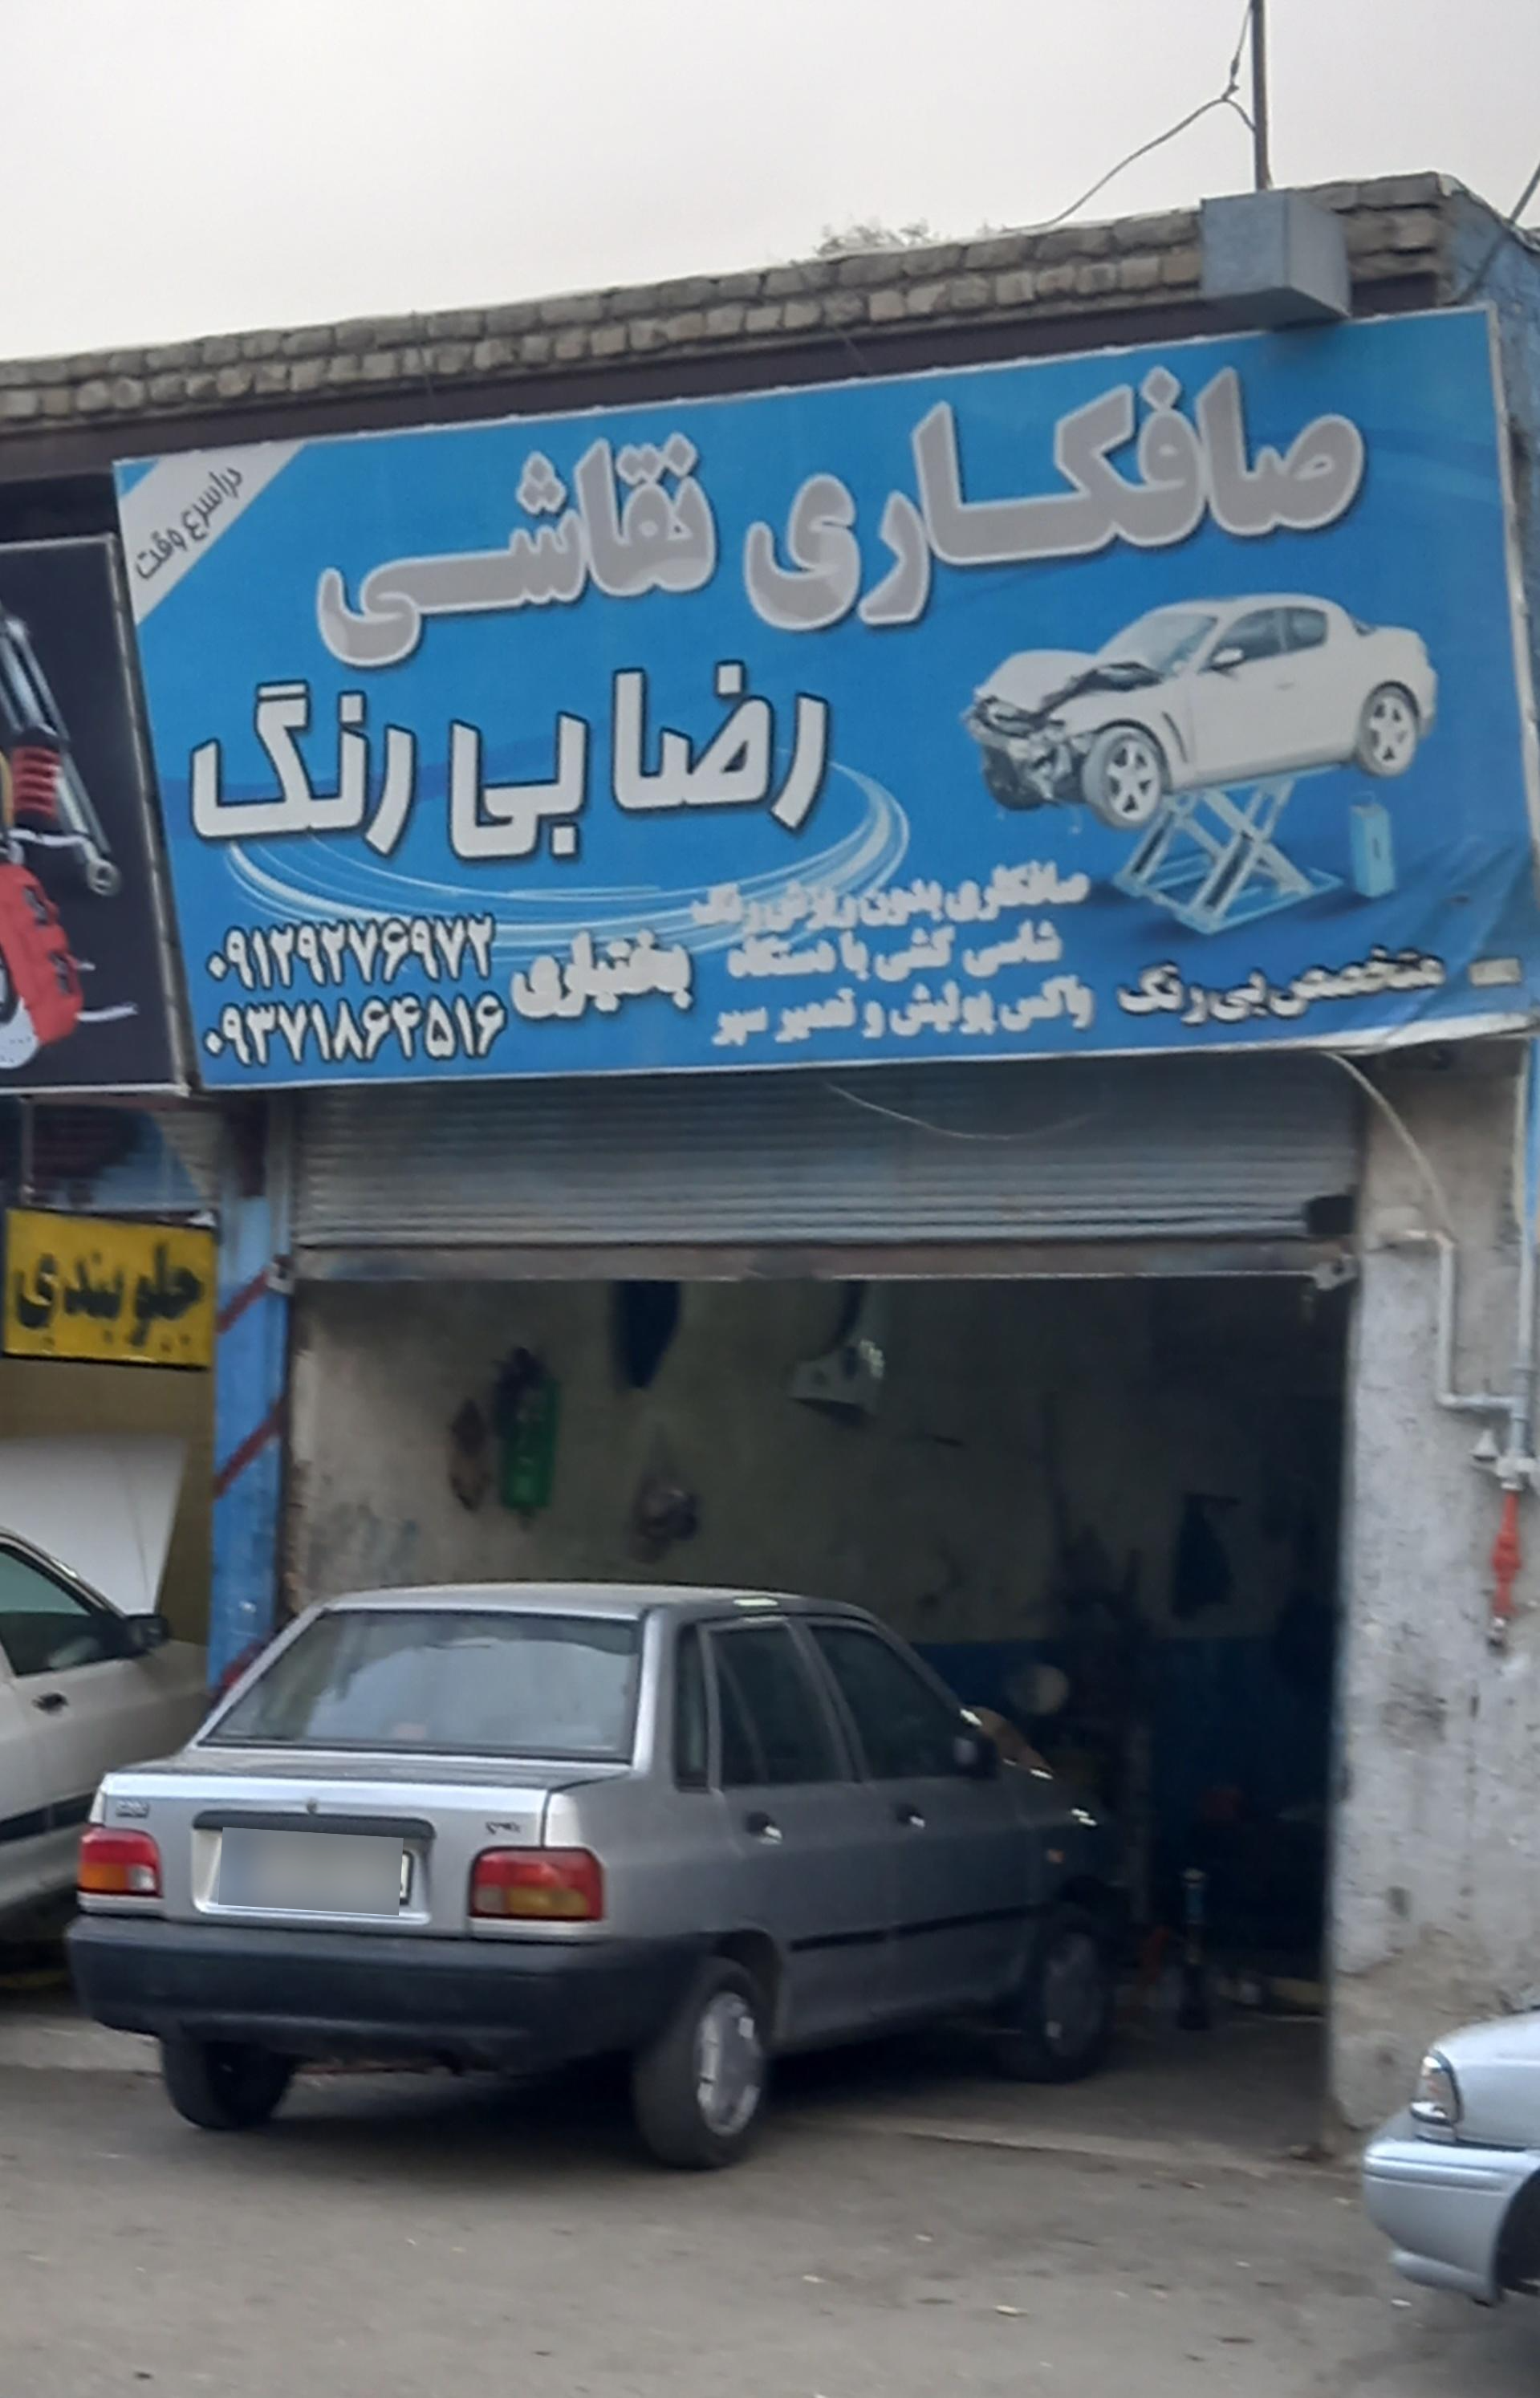 در اسرع وقت
صافکاری نقاشی
رضا بی رنگ
صافکاری بدون ریزش رنگ
شاسی کشی با دستگاه
واکس پولیش و تعمیر سپر
متخصص بی رنگ
بختیاری
۰۹۱۲۹۲۷۶۹۷۲
۰۹۳۷۱۸۶۴۵۱۶
جلوبندی